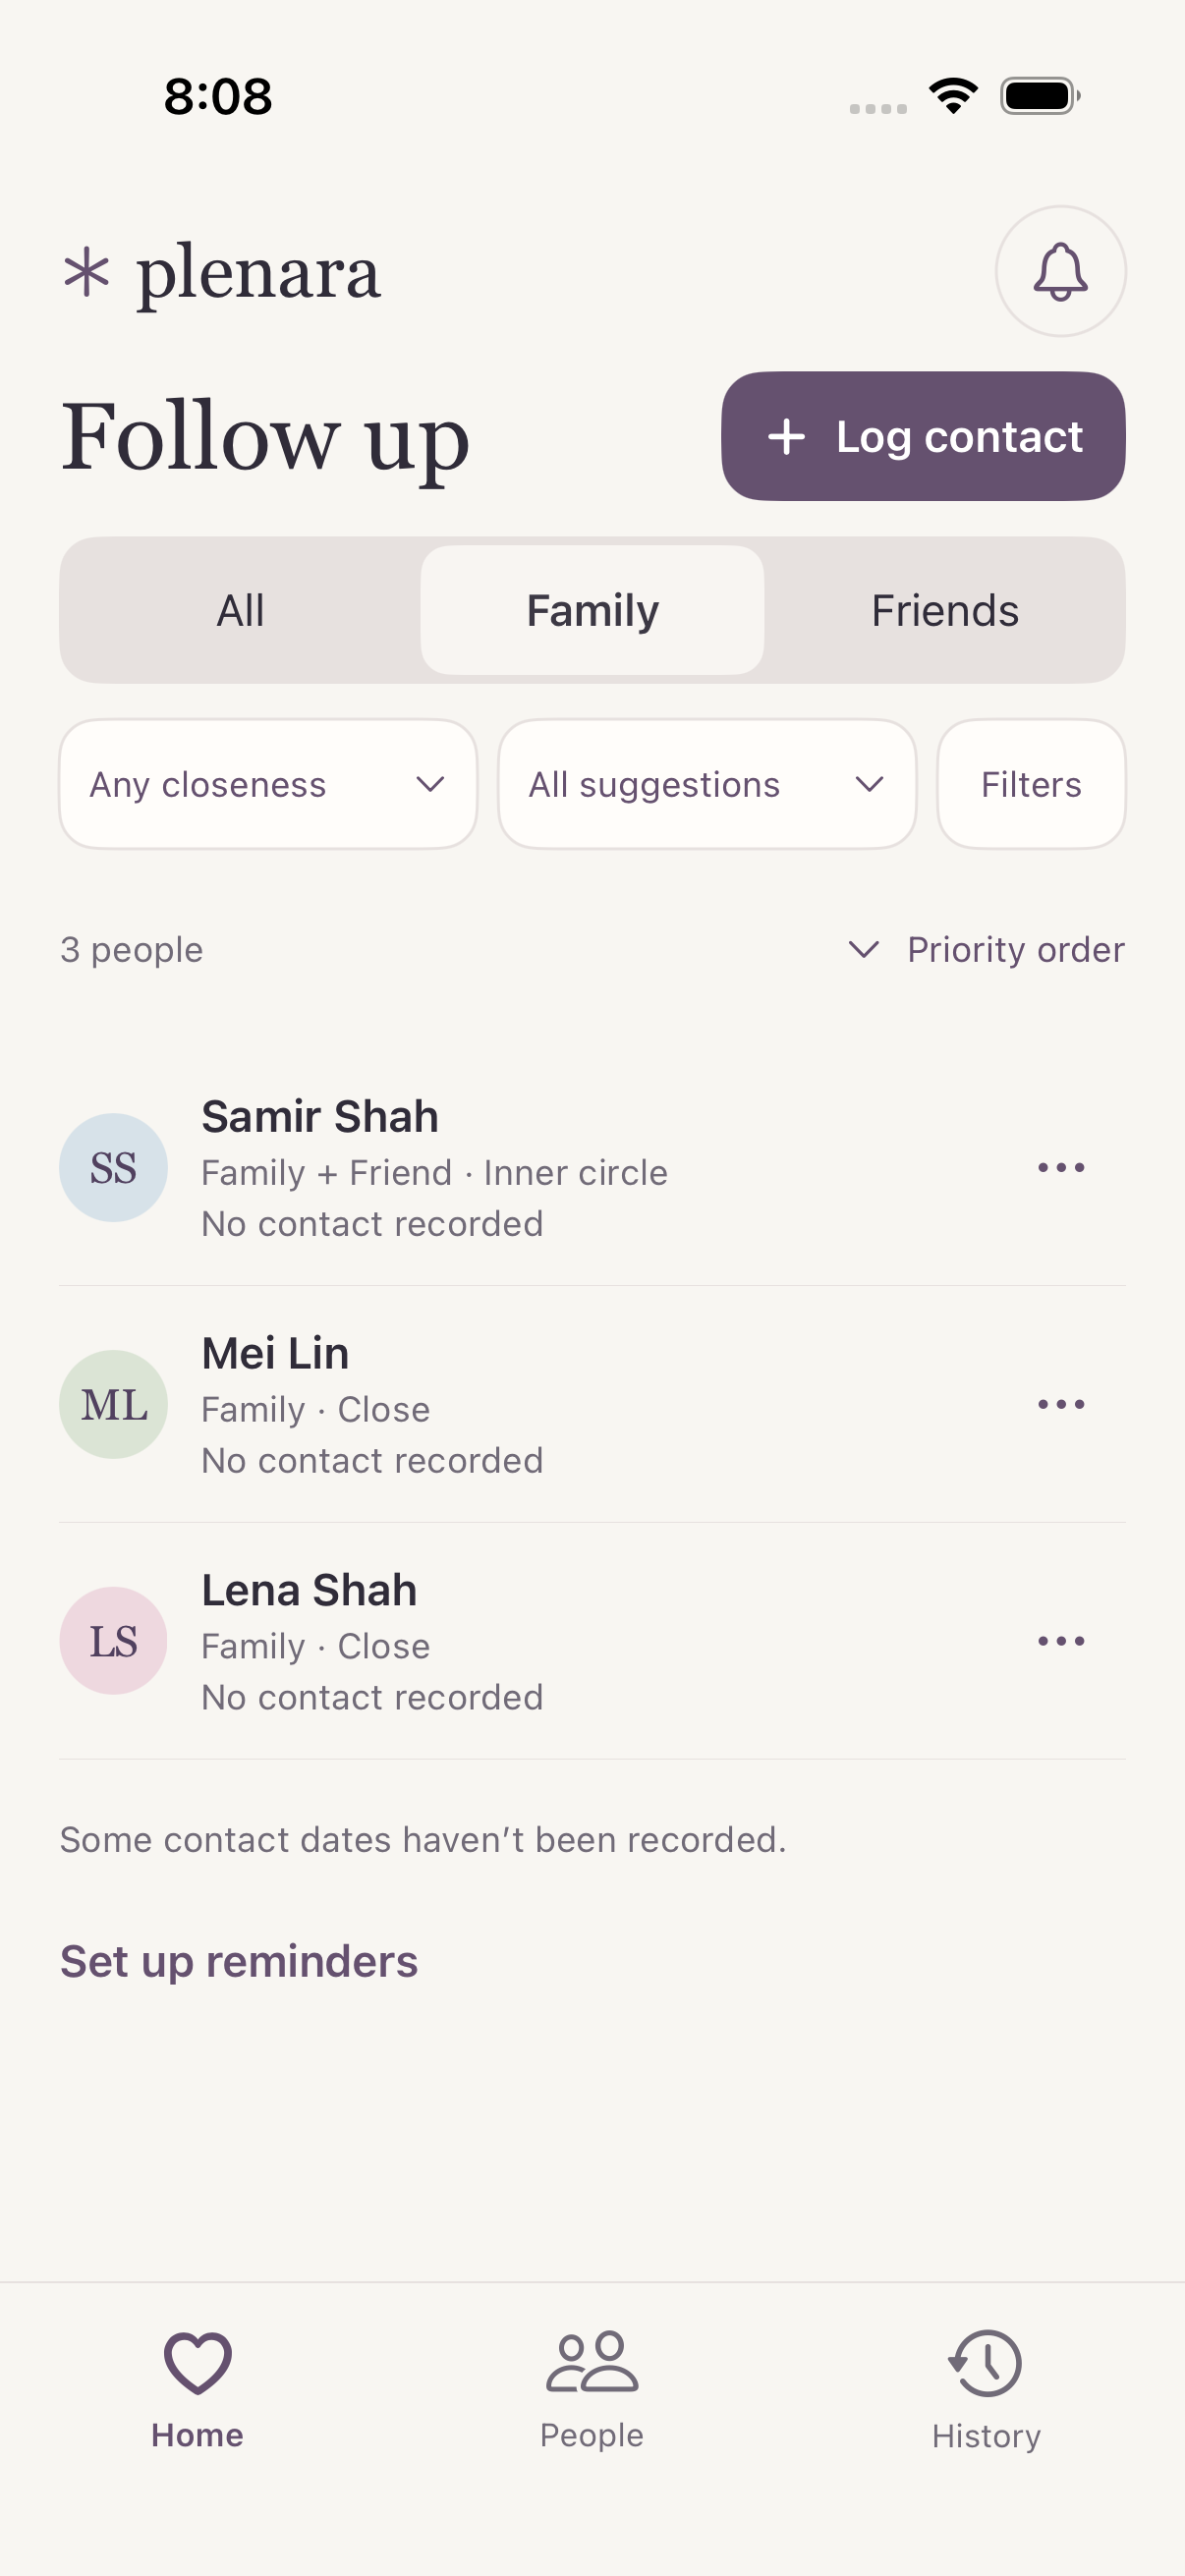 8:08
plenara
Follow up
+ Log contact
All Family Friends
Any closeness All suggestions Filters
3 people Priority order
SS
Samir Shah
Family + Friend · Inner circle
No contact recorded
ML
Mei Lin
Family · Close
No contact recorded
LS
Lena Shah
Family · Close
No contact recorded
Some contact dates haven’t been recorded.
Set up reminders
Home People History